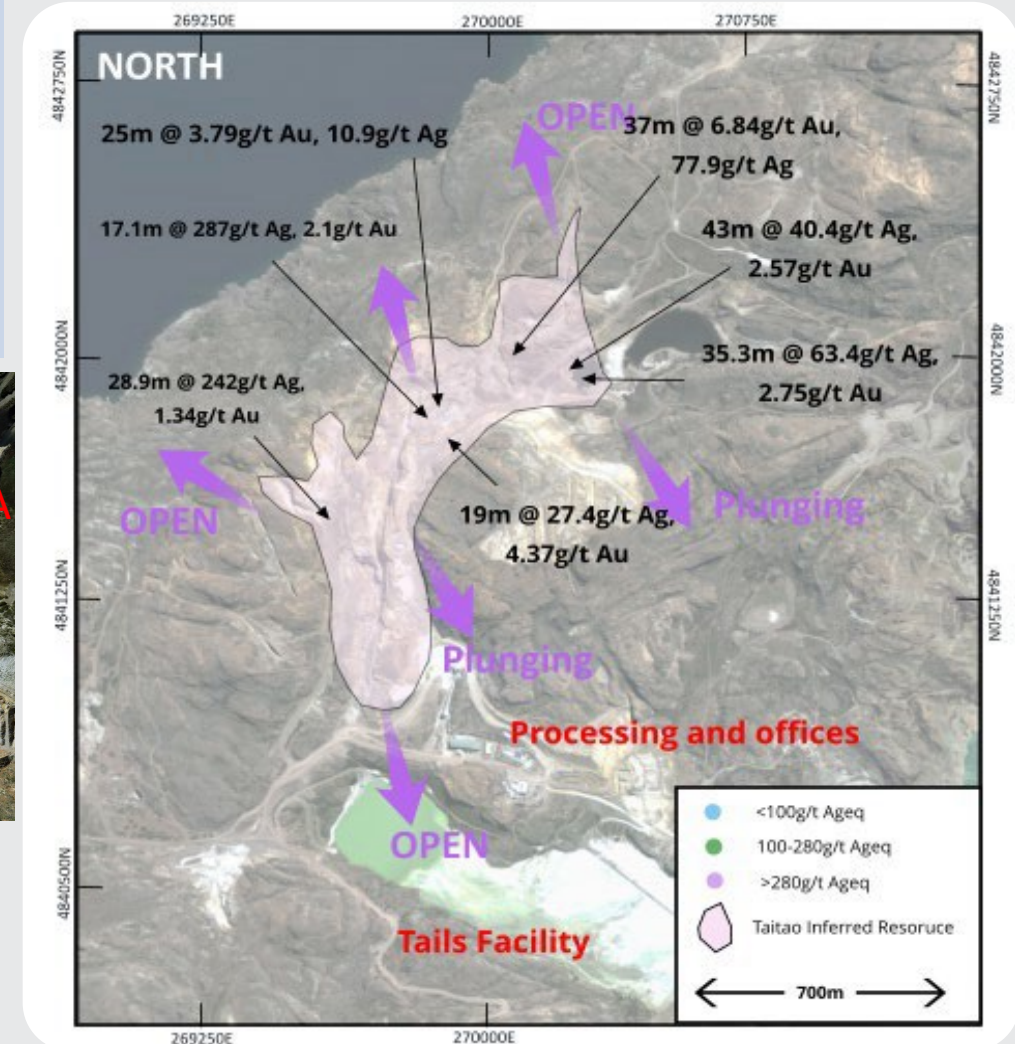 269250E
270000E
270750E
4842750N
NORTH
4842750N
OPEN
25m @ 3.79g/t Au, 10.9g/t Ag
37m @ 6.84g/t Au,
77.9g/t Ag
17.1m @ 287g/t Ag, 2.1g/t Au
43m @ 40.4g/t Ag,
2.57g/t Au
4842000N
4842000N
35.3m @ 63.4g/t Ag,
2.75g/t Au
28.9m @ 242g/t Ag,
1.34g/t Au
A
OPEN
Plunging
19m @ 27.4g/t Ag,
4.37g/t Au
4841250N
4841250N
Plunging
Processing and offices
OPEN
<100g/t Ageq
100-280g/t Ageq
>280g/t Ageq
Taitao Inferred Resoruce
700m
4840500N
Tails Facility
269250E
270000E